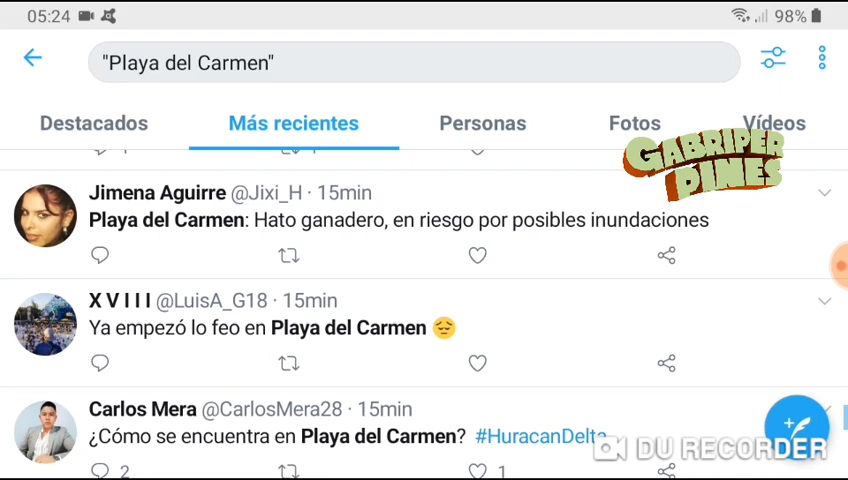 05:24
98%
"Playa del Carmen"
Destacados Más recientes Personas Fotos Vídeos
GABRIPER
DINES
Jimena Aguirre @Jixi_H · 15min
Playa del Carmen: Hato ganadero, en riesgo por posibles inundaciones
X V I I I @LuisA_G18 · 15min
Ya empezó lo feo en Playa del Carmen 😔
Carlos Mera @CarlosMera28 · 15min
¿Cómo se encuentra en Playa del Carmen? #HuracanDelta
DU RECORDER
2 1